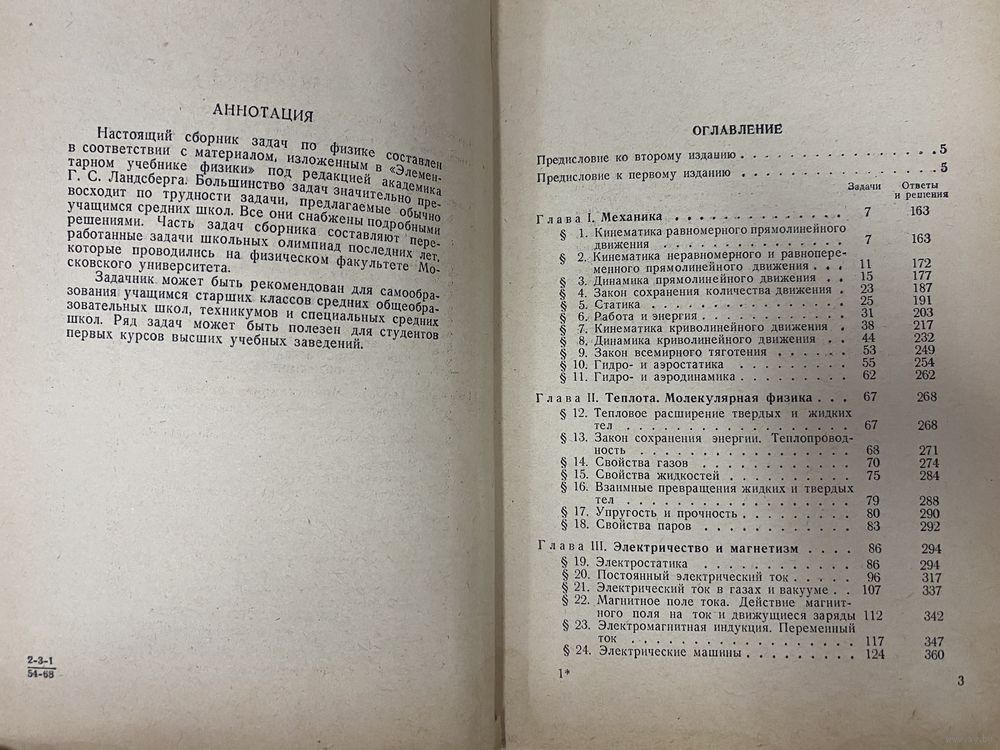 АННОТАЦИЯ
Настоящий сборник задач по физике составлен
в соответствии с материалом, изложенным в «Элемен-
тарном учебнике физики» под редакцией академика
Г. С. Ландсберга. Большинство задач значительно пре-
восходит по трудности задачи, предлагаемые обычно
учащимся средних школ. Все они снабжены подробными
решениями. Часть задач сборника составляют пере-
работанные задачи школьных олимпиад последних лет,
которые проводились на физическом факультете Мо-
сковского университета.
Задачник может быть рекомендован для самообра-
зования учащимся старших классов средних общеобра-
зовательных школ, техникумов и специальных средних
школ. Ряд задач может быть полезен для студентов
первых курсов высших учебных заведений.
2-3-1
54-68
ОГЛАВЛЕНИЕ
Предисловие ко второму изданию . . . . . . . . . . . . . . . . 5
Предисловие к первому изданию . . . . . . . . . . . . . . . . 5
Задачи Ответы
и решения
Глава I. Механика . . . . . . . . . . . . . 7 163
§ 1. Кинематика равномерного прямолинейного
движения . . . . . . . . . . . . . 7 163
§ 2. Кинематика неравномерного и равнопере-
менного прямолинейного движения . . . 11 172
§ 3. Динамика прямолинейного движения . . 15 177
§ 4. Закон сохранения количества движения 23 187
§ 5. Статика . . . . . . . . . . . . . 25 191
§ 6. Работа и энергия . . . . . . . . . 31 203
§ 7. Кинематика криволинейного движения . 38 217
§ 8. Динамика криволинейного движения . . 44 232
§ 9. Закон всемирного тяготения . . . . . . 53 249
§ 10. Гидро- и аэростатика . . . . . . . . . 55 254
§ 11. Гидро- и аэродинамика . . . . . . . . 62 262
Глава II. Теплота. Молекулярная физика . . . 67 268
§ 12. Тепловое расширение твердых и жидких
тел . . . . . . . . . . . . . . 67 268
§ 13. Закон сохранения энергии. Теплопровод-
ность . . . . . . . . . . . . . 68 271
§ 14. Свойства газов . . . . . . . . . . 70 274
§ 15. Свойства жидкостей . . . . . . . . 75 284
§ 16. Взаимные превращения жидких и твердых
тел . . . . . . . . . . . . . . 79 288
§ 17. Упругость и прочность . . . . . . . . 80 290
§ 18. Свойства паров . . . . . . . . . . 83 292
Глава III. Электричество и магнетизм . . . . 86 294
§ 19. Электростатика . . . . . . . . . . 86 294
§ 20. Постоянный электрический ток . . . . . 96 317
§ 21. Электрический ток в газах и вакууме . . 107 337
§ 22. Магнитное поле тока. Действие магнит-
ного поля на ток и движущиеся заряды 112 342
§ 23. Электромагнитная индукция. Переменный
ток . . . . . . . . . . . . . . 117 347
§ 24. Электрические машины . . . . . . . . 124 360
1*
3